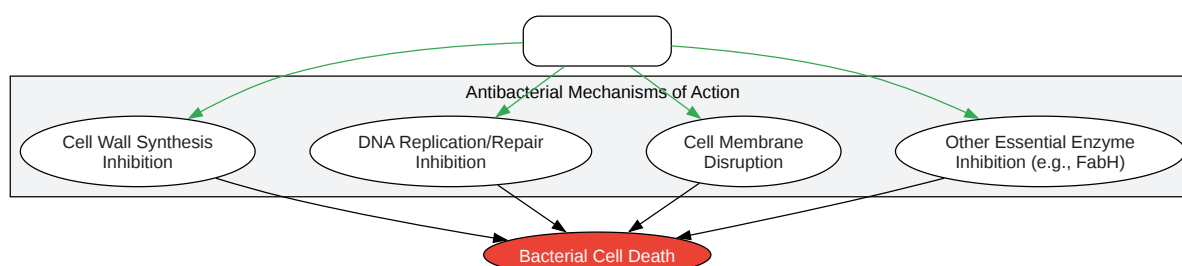 Antibacterial Mechanisms of Action
Cell Wall Synthesis
Inhibition
DNA Replication/Repair
Inhibition
Cell Membrane
Disruption
Other Essential Enzyme
Inhibition (e.g., FabH)
Bacterial Cell Death